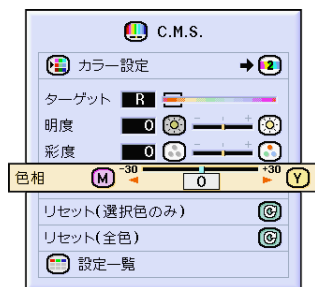 C.M.S.
カラー設定 2
ターゲット R
明度 0 - +
彩度 0 - +
色相 M -30 0 +30 Y
リセット(選択色のみ)
リセット(全色)
設定一覧